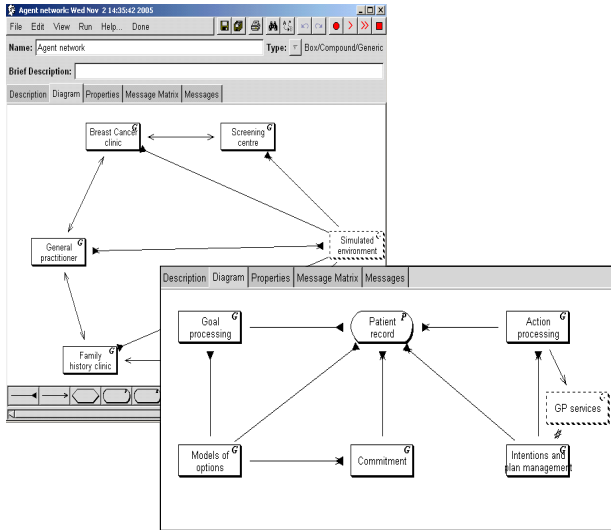 Agent network: Wed Nov 2 14:35:42 2005
File Edit View Run Help... Done
Name: Agent network Type: Box/Compound/Generic
Brief Description:
Description Diagram Properties Message Matrix Messages
Breast Cancer
clinic
G
Screening
centre
G
General
practitioner
G
Simulated
environment
Family
history clinic
G
Description Diagram Properties Message Matrix Messages
Goal
processing
G
Patient
record
P
Action
processing
G
GP services
Models of
options
G
Commitment
G
Intentions and
plan management
G